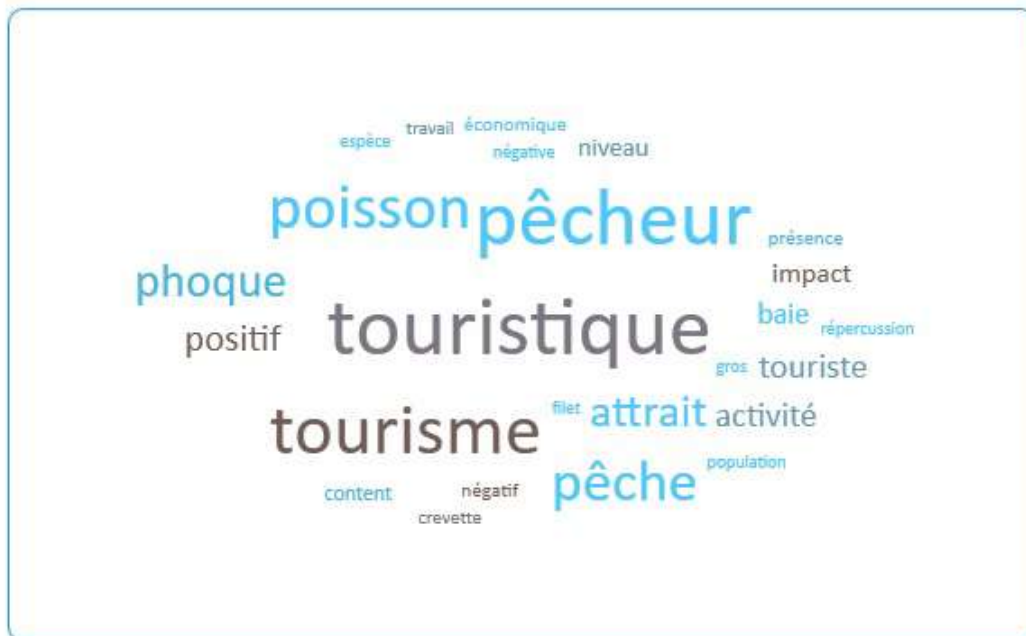 travail économique
espèce négative niveau
poisson pêcheur
présence
phoque impact
positif touristique baie répercussion
gros touriste
tourisme filet attrait activité
pêche population
content négatif
crevette